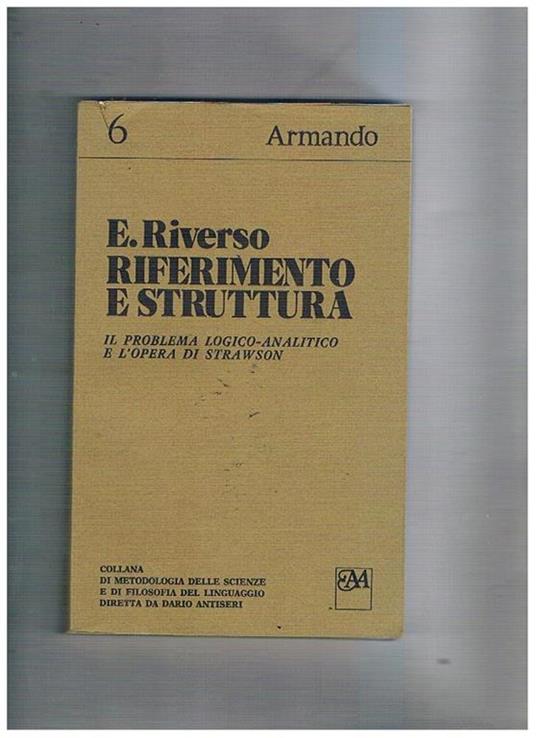 6 Armando
E. Riverso
RIFERIMENTO
E STRUTTURA
IL PROBLEMA LOGICO-ANALITICO
E L'OPERA DI STRAWSON
COLLANA
DI METODOLOGIA DELLE SCIENZE
E DI FILOSOFIA DEL LINGUAGGIO
DIRETTA DA DARIO ANTISERI
EAA